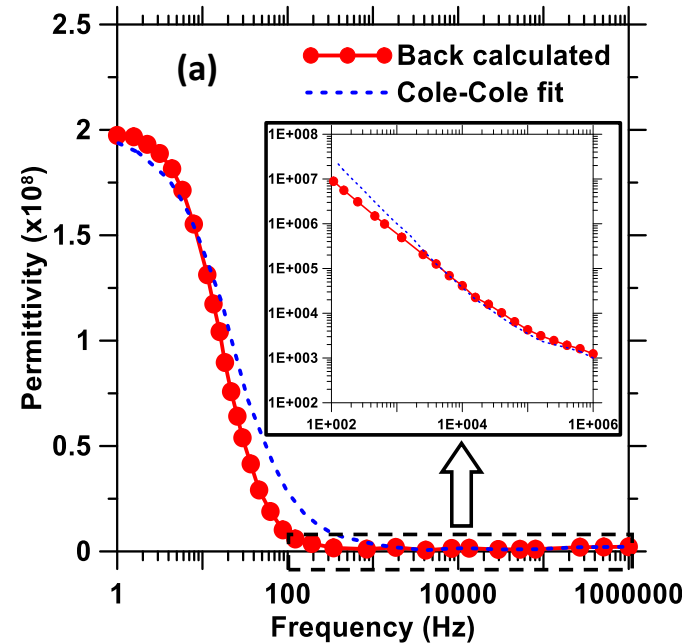 2.5
(a)
Back calculated
Cole-Cole fit
2
1.5
1
0.5
0
Permittivity (x10⁸)
1E+008
1E+007
1E+006
1E+005
1E+004
1E+003
1E+002
1E+002 1E+004 1E+006
1 100 10000 1000000
Frequency (Hz)